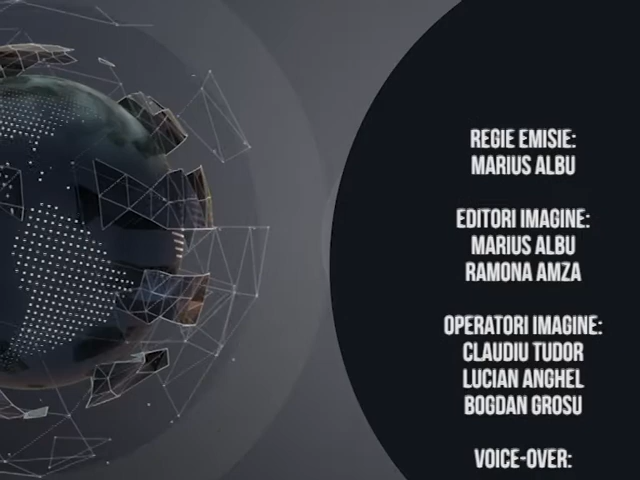 REGIE EMISIE:
MARIUS ALBU
EDITORI IMAGINE:
MARIUS ALBU
RAMONA AMZA
OPERATORI IMAGINE:
CLAUDIU TUDOR
LUCIAN ANGHEL
BOGDAN GROSU
VOICE-OVER: